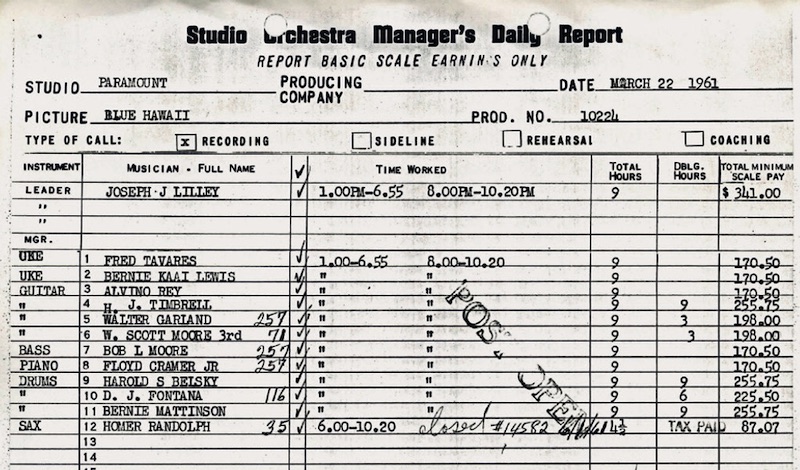 Studio Orchestra Manager's Daily Report
REPORT BASIC SCALE EARNIN'S ONLY
STUDIO PARAMOUNT PRODUCING COMPANY DATE MARCH 22 1961
PICTURE BLUE HAWAII PROD. NO. 10224
TYPE OF CALL: x RECORDING SIDELINE REHEARSAL COACHING
INSTRUMENT MUSICIAN - FULL NAME ✓ TIME WORKED TOTAL HOURS DBLG. HOURS TOTAL MINIMUM SCALE PAY
LEADER JOSEPH J LILLEY ✓ 1.00PM-6.55 8.00PM-10.20PM 9 $ 341.00
"
"
MGR.
UKE 1 FRED TAVARES ✓ 1.00-6.55 8.00-10.20 9 170.50
UKE 2 BERNIE KAAI LEWIS ✓ " " 9 170.50
GUITAR 3 ALVINO REY ✓ " " 9 170.50
" 4 H. J. TIMBRELL ✓ " " 9 9 255.75
" 5 WALTER GARLAND 257 ✓ " " 9 3 198.00
" 6 W. SCOTT MOORE 3rd 71 ✓ " " 9 3 198.00
BASS 7 BOB L MOORE 257 ✓ " " 9 170.50
PIANO 8 FLOYD CRAMER JR 257 ✓ " " 9 170.50
DRUMS 9 HAROLD S BELSKY ✓ " " 9 9 255.75
" 10 D. J. FONTANA 116 ✓ " " 9 6 225.50
" 11 BERNIE MATTINSON ✓ " " 9 9 255.75
SAX 12 HOMER RANDOLPH 35 ✓ 6.00-10.20 closed #14582 4½ TAX PAID 87.07
13
14
OPEN